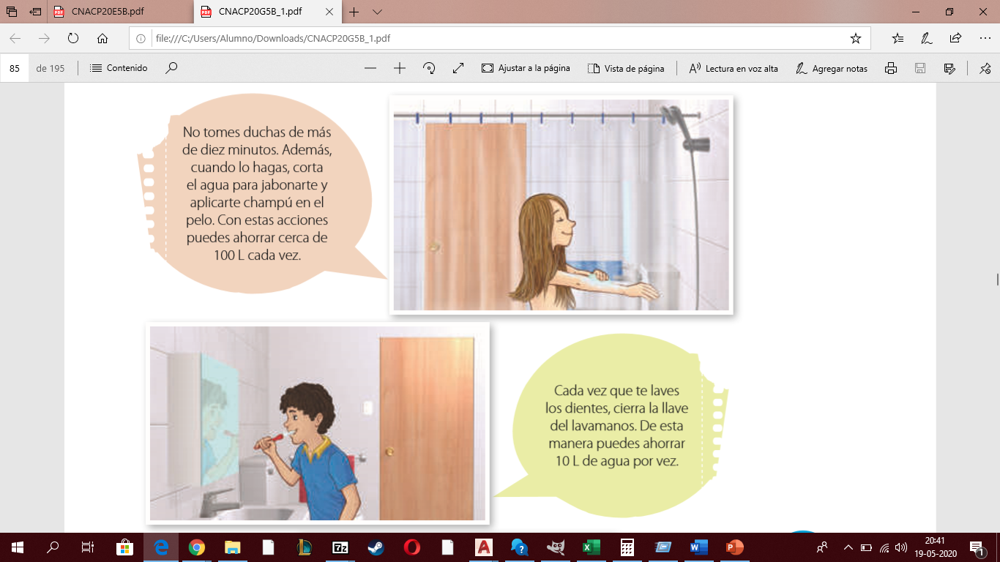 CNACP20E5B.pdf
CNACP20G5B_1.pdf
file:///C:/Users/Alumno/Downloads/CNACP20G5B_1.pdf
85 de 195
Contenido
Ajustar a la página
Vista de página
Lectura en voz alta
Agregar notas
No tomes duchas de más
de diez minutos. Además,
cuando lo hagas, corta
el agua para jabonarte y
aplicarte champú en el
pelo. Con estas acciones
puedes ahorrar cerca de
100 L cada vez.
Cada vez que te laves
los dientes, cierra la llave
del lavamanos. De esta
manera puedes ahorrar
10 L de agua por vez.
20:41
19-05-2020